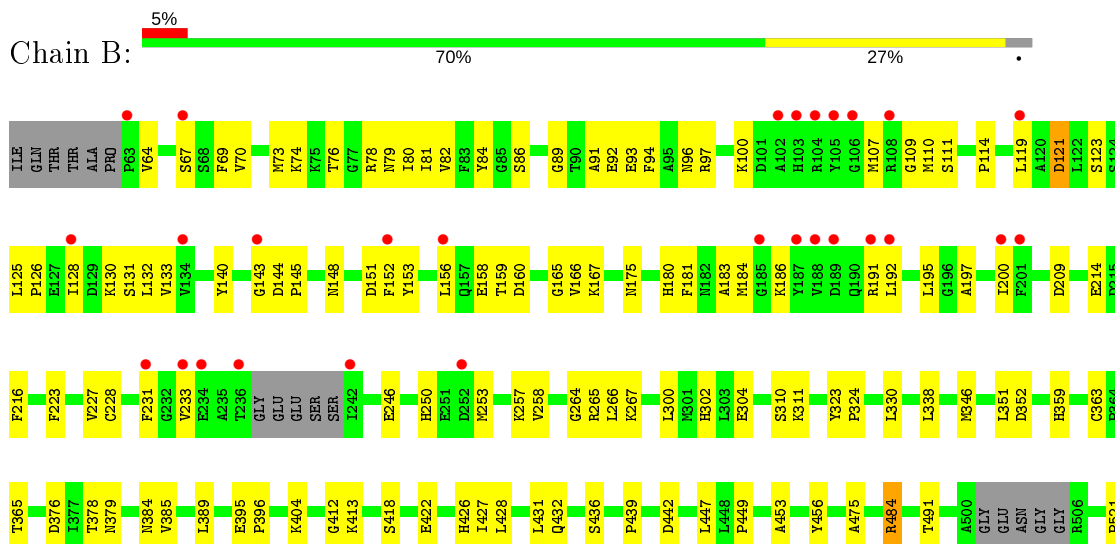 Chain B:
5%
70%
27%
ILE GLN THR THR ALA PRO P63 V64 S67 S68 F69 V70 M73 K74 K75 T76 G77 R78 N79 I80 I81 V82 F83 Y84 G85 S86 G89 T90 A91 E92 E93 F94 A95 N96 R97 K100 D101 A102 H103 R104 Y105 G106 M107 R108 G109 M110 S111 P114 L119 A120 D121 L122 S123 S124
L125 P126 E127 I128 D129 K130 S131 L132 V133 V134 Y140 G143 D144 P145 N148 D151 F152 Y153 L156 Q157 E158 T159 D160 G165 V166 K167 N175 H180 F181 N182 A183 M184 G185 K186 Y187 V188 D189 Q190 R191 L192 L195 G196 A197 I200 F201 D209 E214
F216 F223 V227 C228 F231 G232 V233 E234 A235 T236 GLY GLU GLU SER SER I242 E246 H250 E251 D252 M253 K257 V258 G264 R265 L266 K267 L300 M301 H302 L303 E304 S310 K311 Y323 P324 L330 L338 M346 L351 D352 H359 C363
T365 D376 I377 T378 N379 N384 V385 L389 E395 P396 K404 G412 K413 S418 E422 H426 I427 L428 L431 Q432 S436 P439 D442 L447 L448 P449 A453 Y456 A475 R484 T491 A500 GLY GLU ASN GLY GLY R506